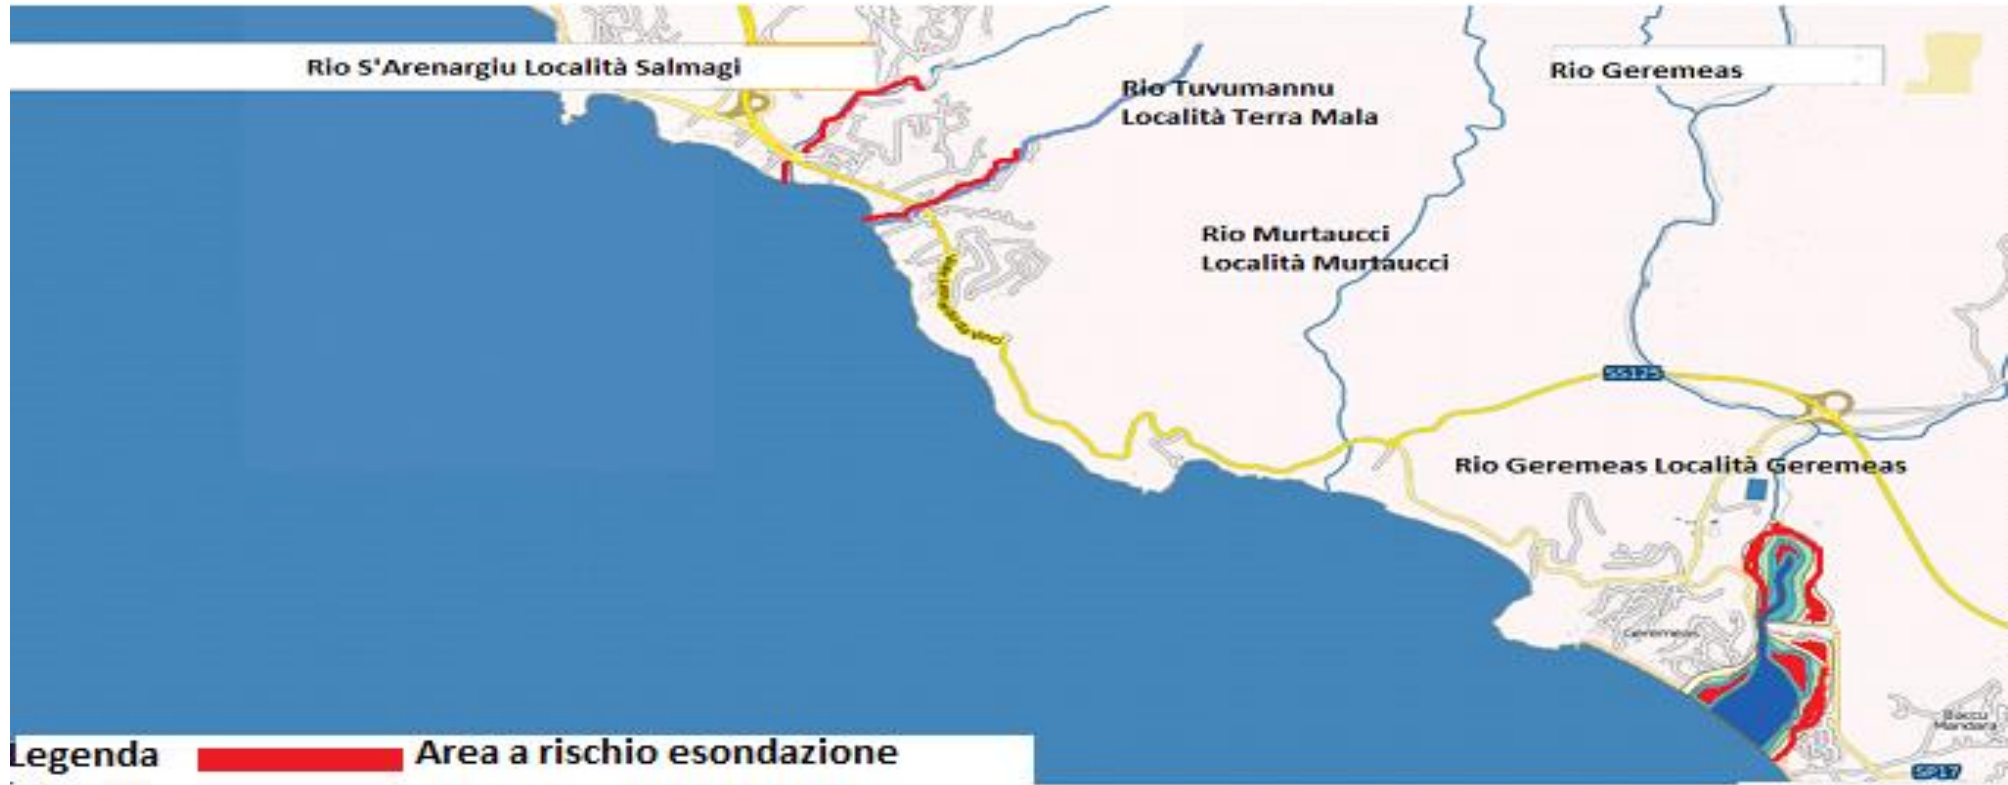 Rio S'Arenargiu Località Salmagi
Rio Geremeas
Rio Tuvumannu
Località Terra Mala
Rio Murtaucci
Località Murtaucci
SS125
Rio Geremeas Località Geremeas
Geremeas
Baccu
Mandara
SP17
Legenda
Area a rischio esondazione